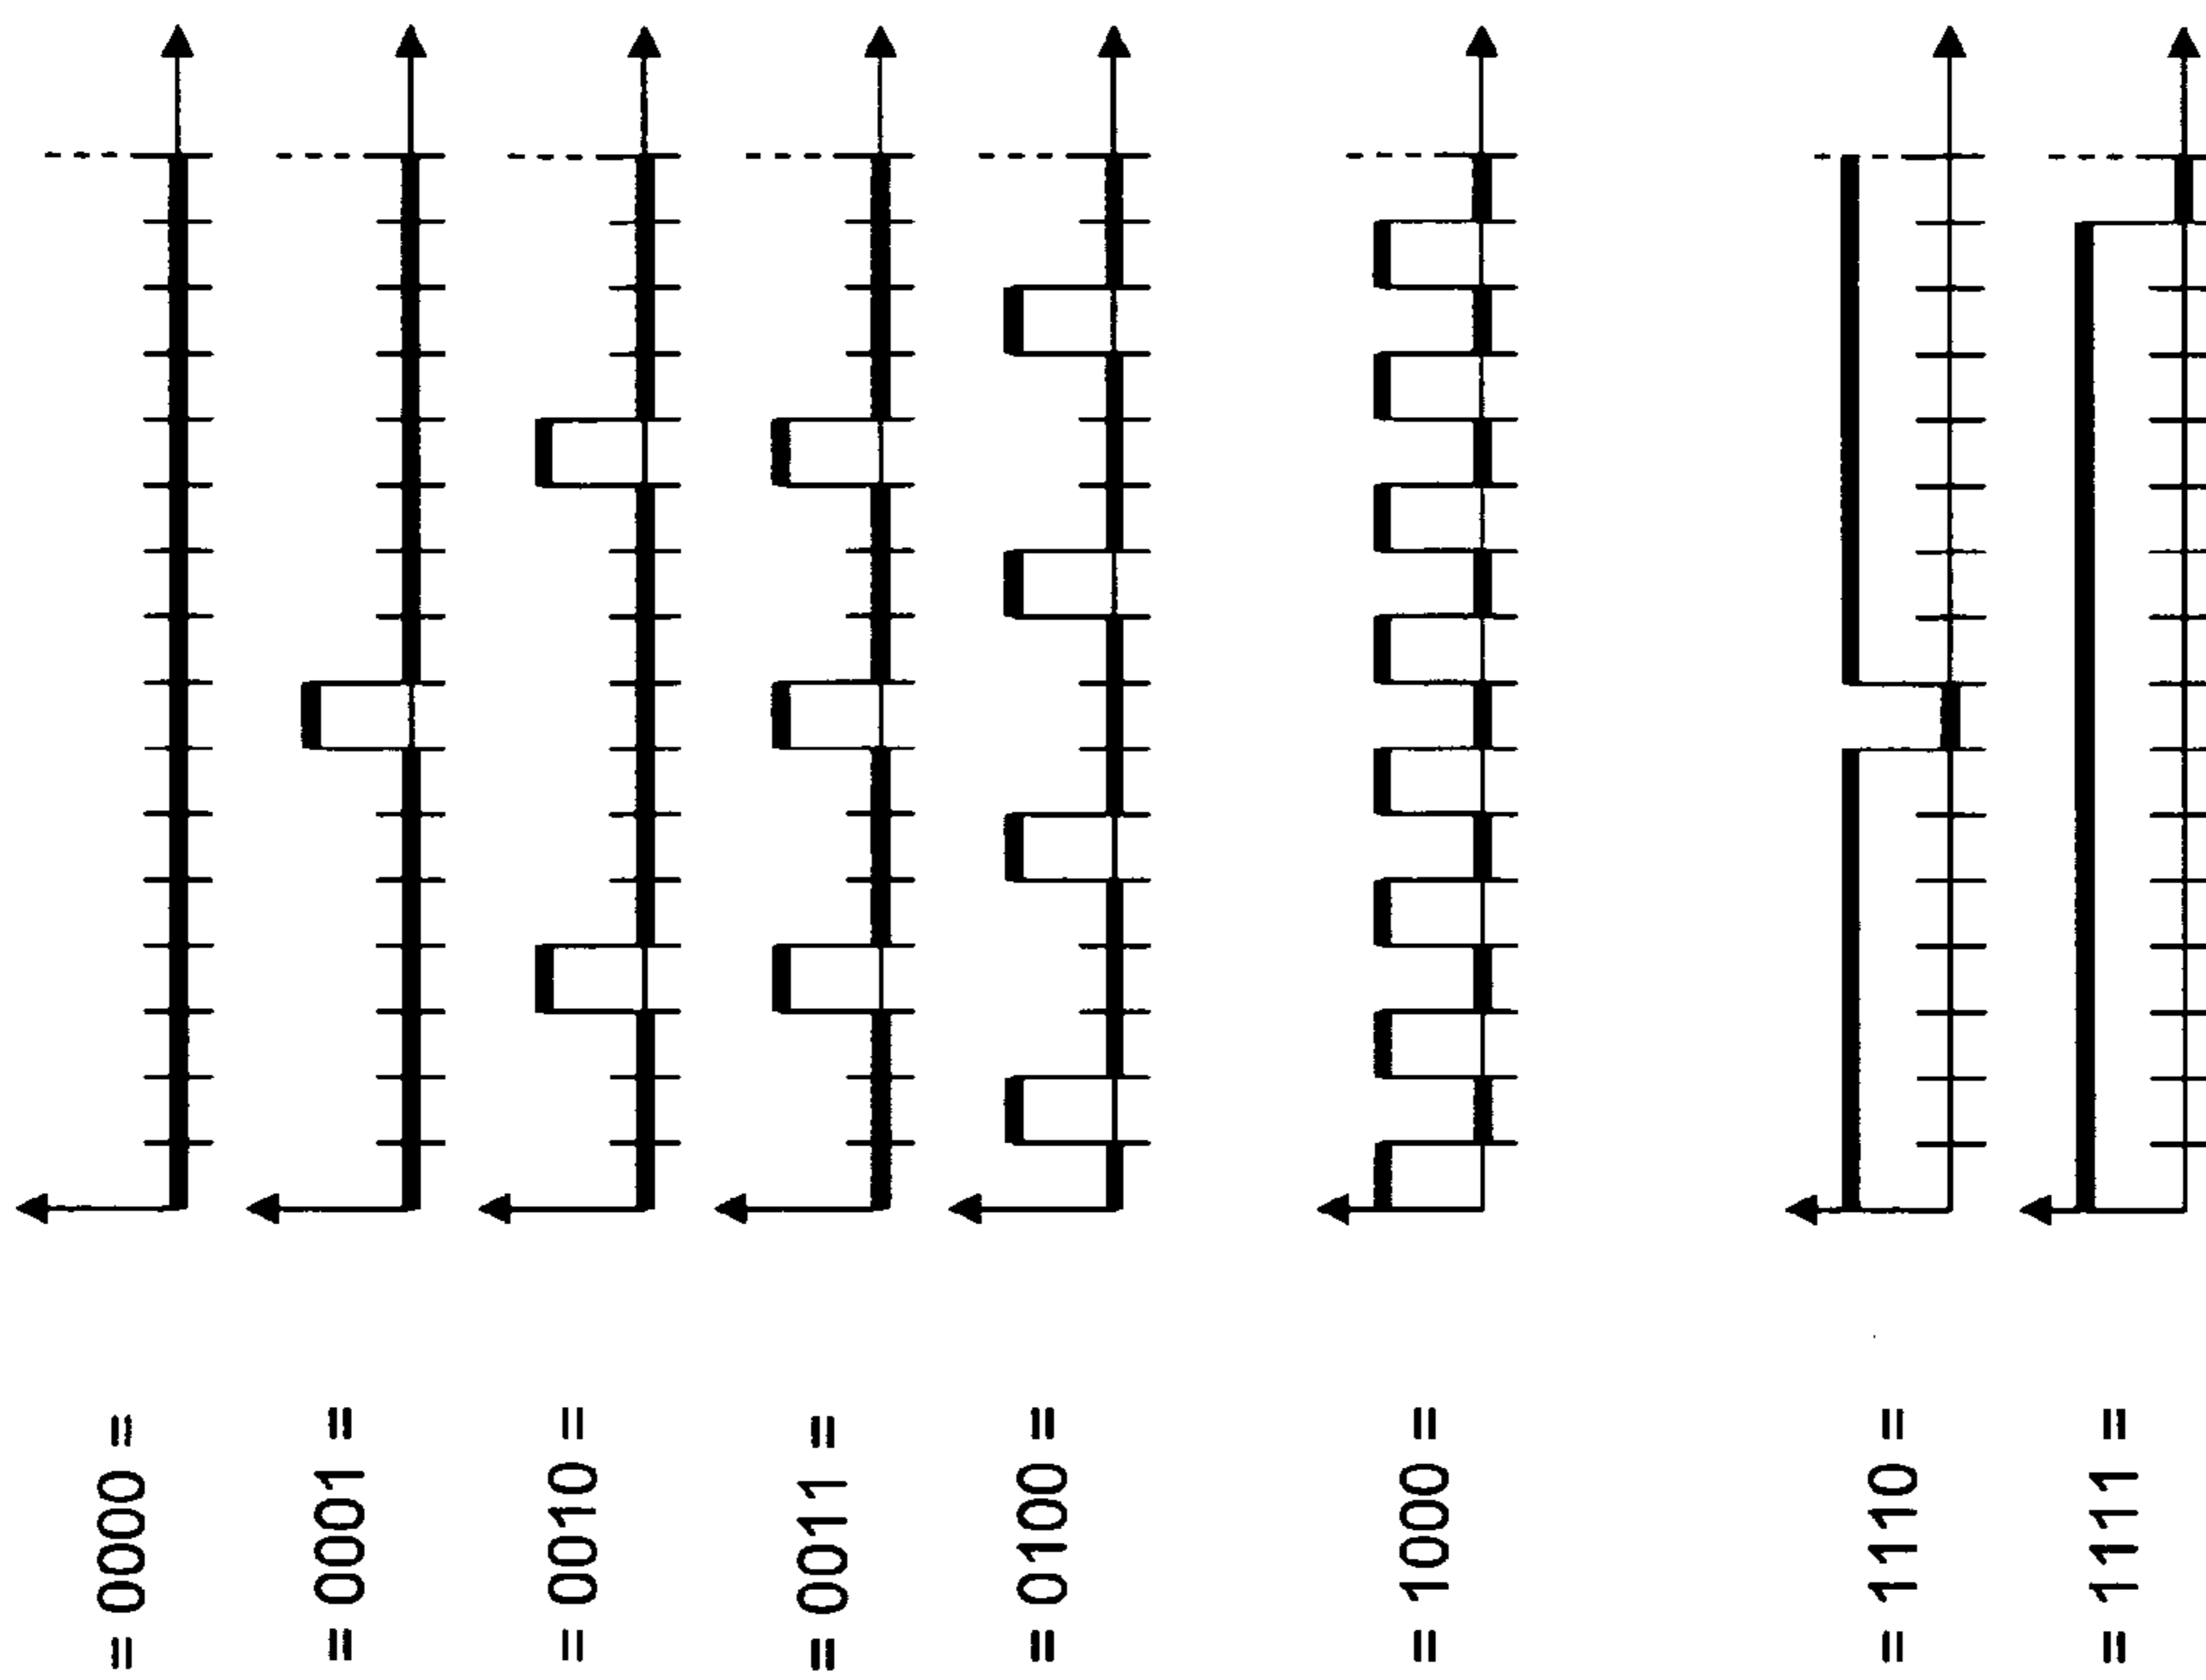 = 0000 =
= 0001 =
= 0010 =
= 0011 =
= 0100 =
= 1000 =
= 1110 =
= 1111 =